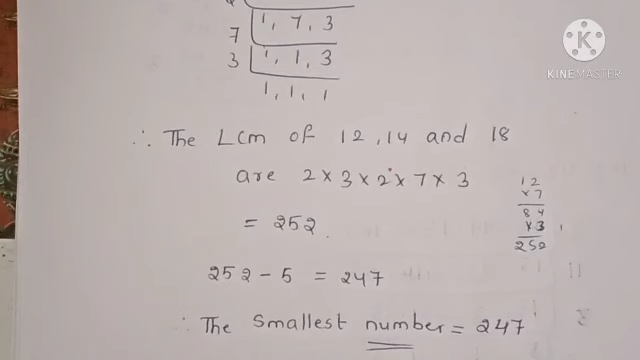 1, 7, 3
7
1, 1, 3
3
1, 1, 1
KINEMASTER
∴ The Lcm of 12, 14 and 18
are 2 × 3 × 2 × 7 × 3
= 252
12
× 7
84
× 3
252
252 - 5 = 247
∴ The smallest number = 247